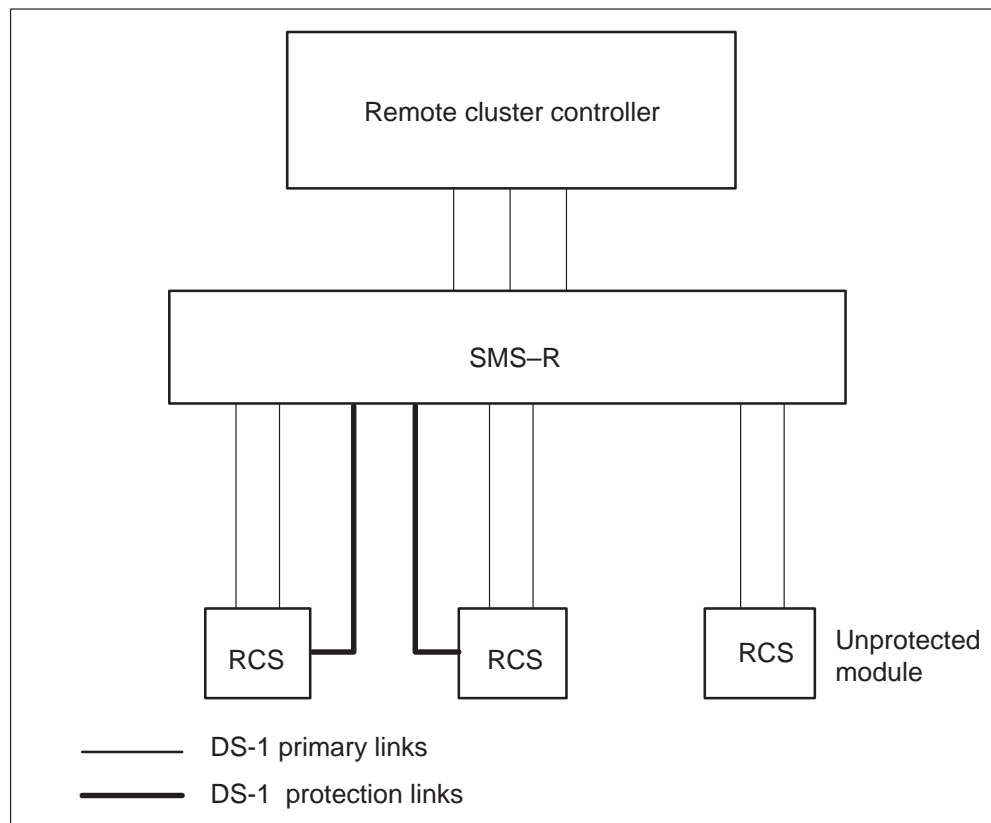 Remote cluster controller
SMS–R
RCS
RCS
RCS
Unprotected
module
DS-1 primary links
DS-1 protection links